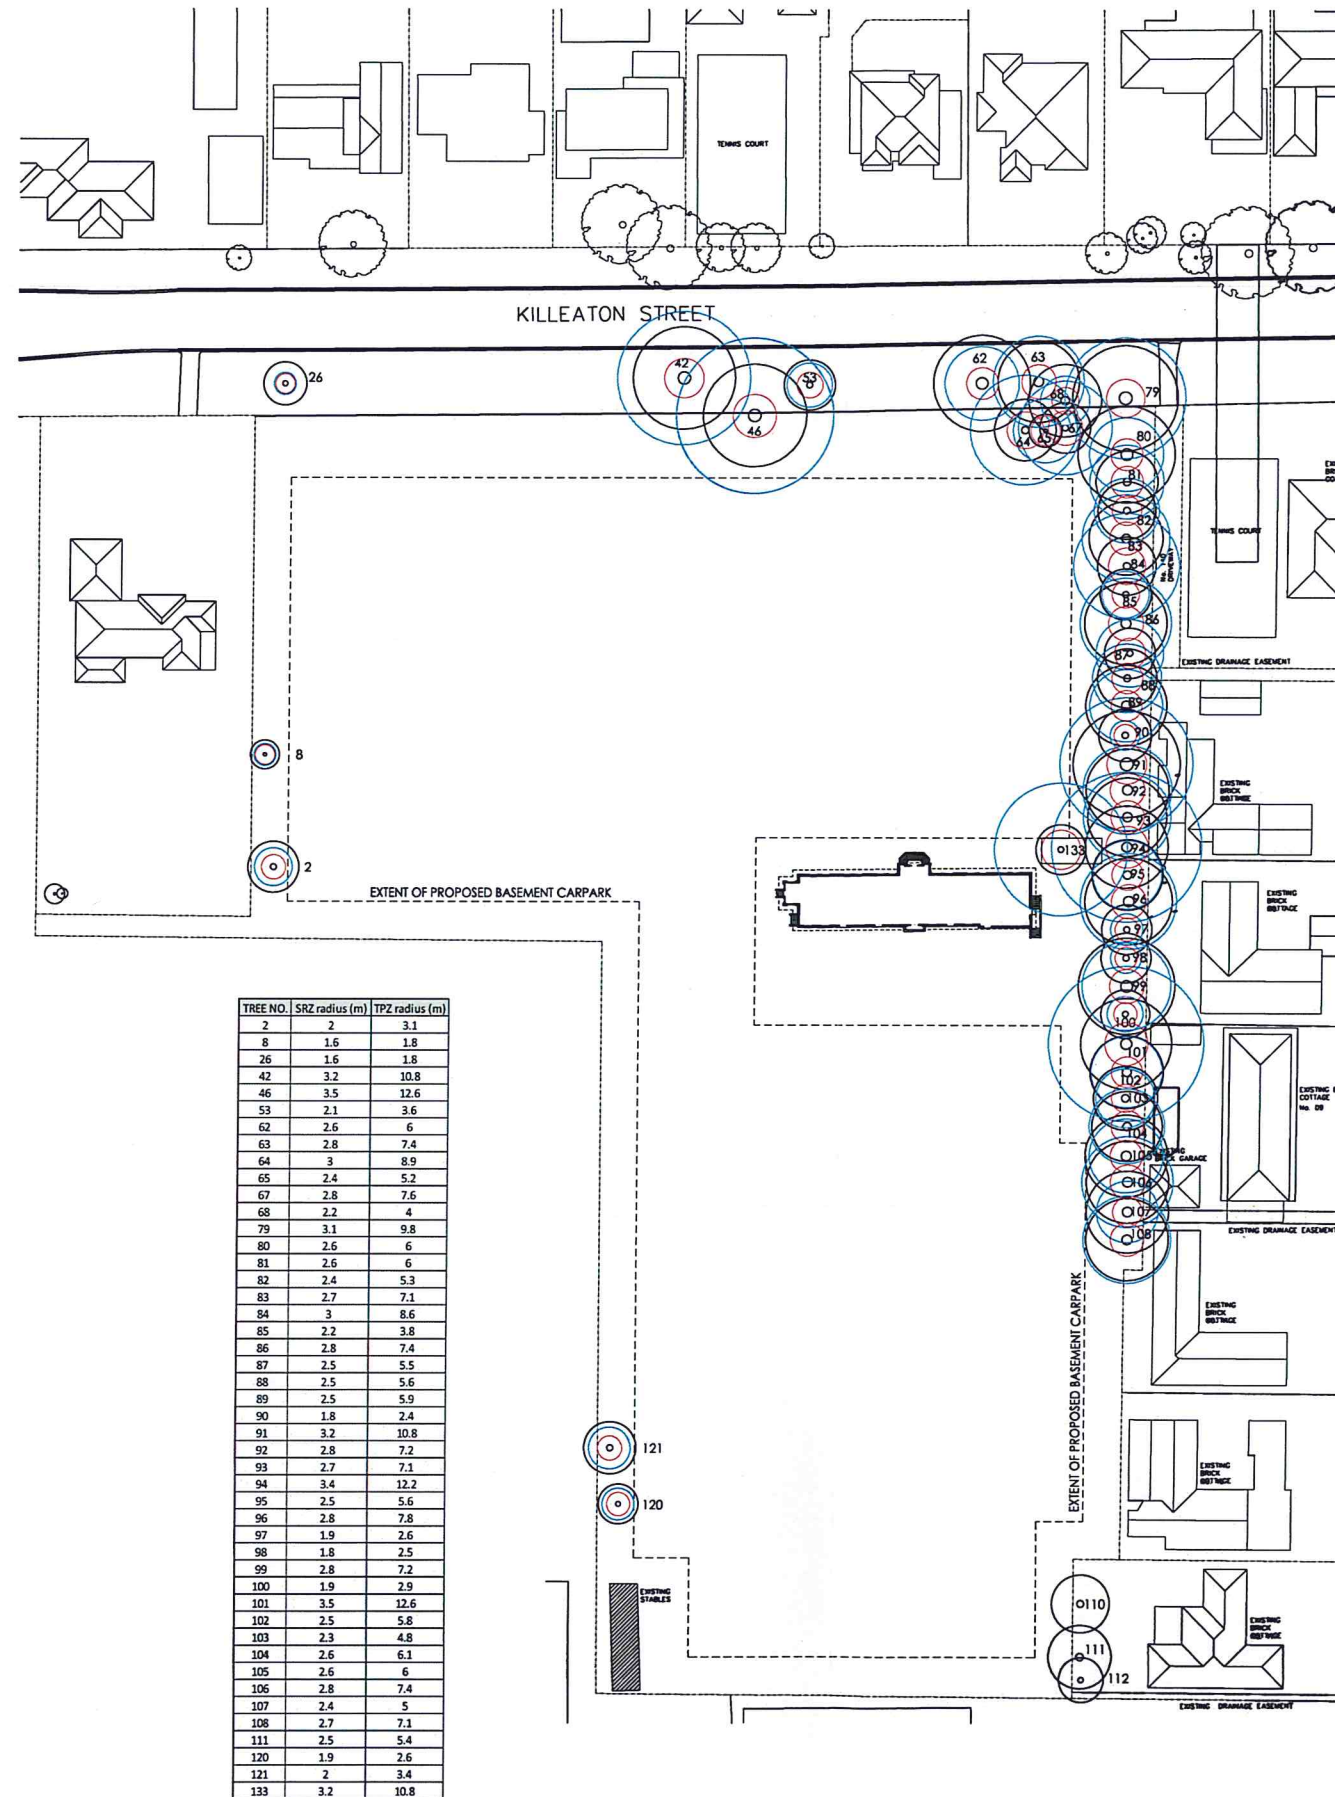 TENNIS COURT
KILLEATON STREET
26
42
46
53
62
63
68
64
65
67
79
80
81
82
83
84
85
86
87
88
89
90
91
92
93
94
95
96
97
98
99
100
101
102
103
104
105
106
107
108
TENNIS COURT
No. 140
DRIVEWAY
EXISTING DRAINAGE EASEMENT
8
2
133
EXISTING
BRICK
COTTAGE
EXTENT OF PROPOSED BASEMENT CARPARK
EXISTING
BRICK
COTTAGE
TREE NO. SRZ radius (m) TPZ radius (m)
2 2 3.1
8 1.6 1.8
26 1.6 1.8
42 3.2 10.8
46 3.5 12.6
53 2.1 3.6
62 2.6 6
63 2.8 7.4
64 3 8.9
65 2.4 5.2
67 2.8 7.6
68 2.2 4
79 3.1 9.8
80 2.6 6
81 2.6 6
82 2.4 5.3
83 2.7 7.1
84 3 8.6
85 2.2 3.8
86 2.8 7.4
87 2.5 5.5
88 2.5 5.6
89 2.5 5.9
90 1.8 2.4
91 3.2 10.8
92 2.8 7.2
93 2.7 7.1
94 3.4 12.2
95 2.5 5.6
96 2.8 7.8
97 1.9 2.6
98 1.8 2.5
99 2.8 7.2
100 1.9 2.9
101 3.5 12.6
102 2.5 5.8
103 2.3 4.8
104 2.6 6.1
105 2.6 6
106 2.8 7.4
107 2.4 5
108 2.7 7.1
111 2.5 5.4
120 1.9 2.6
121 2 3.4
133 3.2 10.8
EXISTING
COTTAGE
EXISTING
BRICK GARAGE
EXISTING DRAINAGE EASEMENT
EXTENT OF PROPOSED BASEMENT CARPARK
EXISTING
BRICK
COTTAGE
121
120
EXISTING
BRICK
COTTAGE
EXISTING
STABLES
110
111
112
EXISTING
BRICK
COTTAGE
EXISTING DRAINAGE EASEMENT